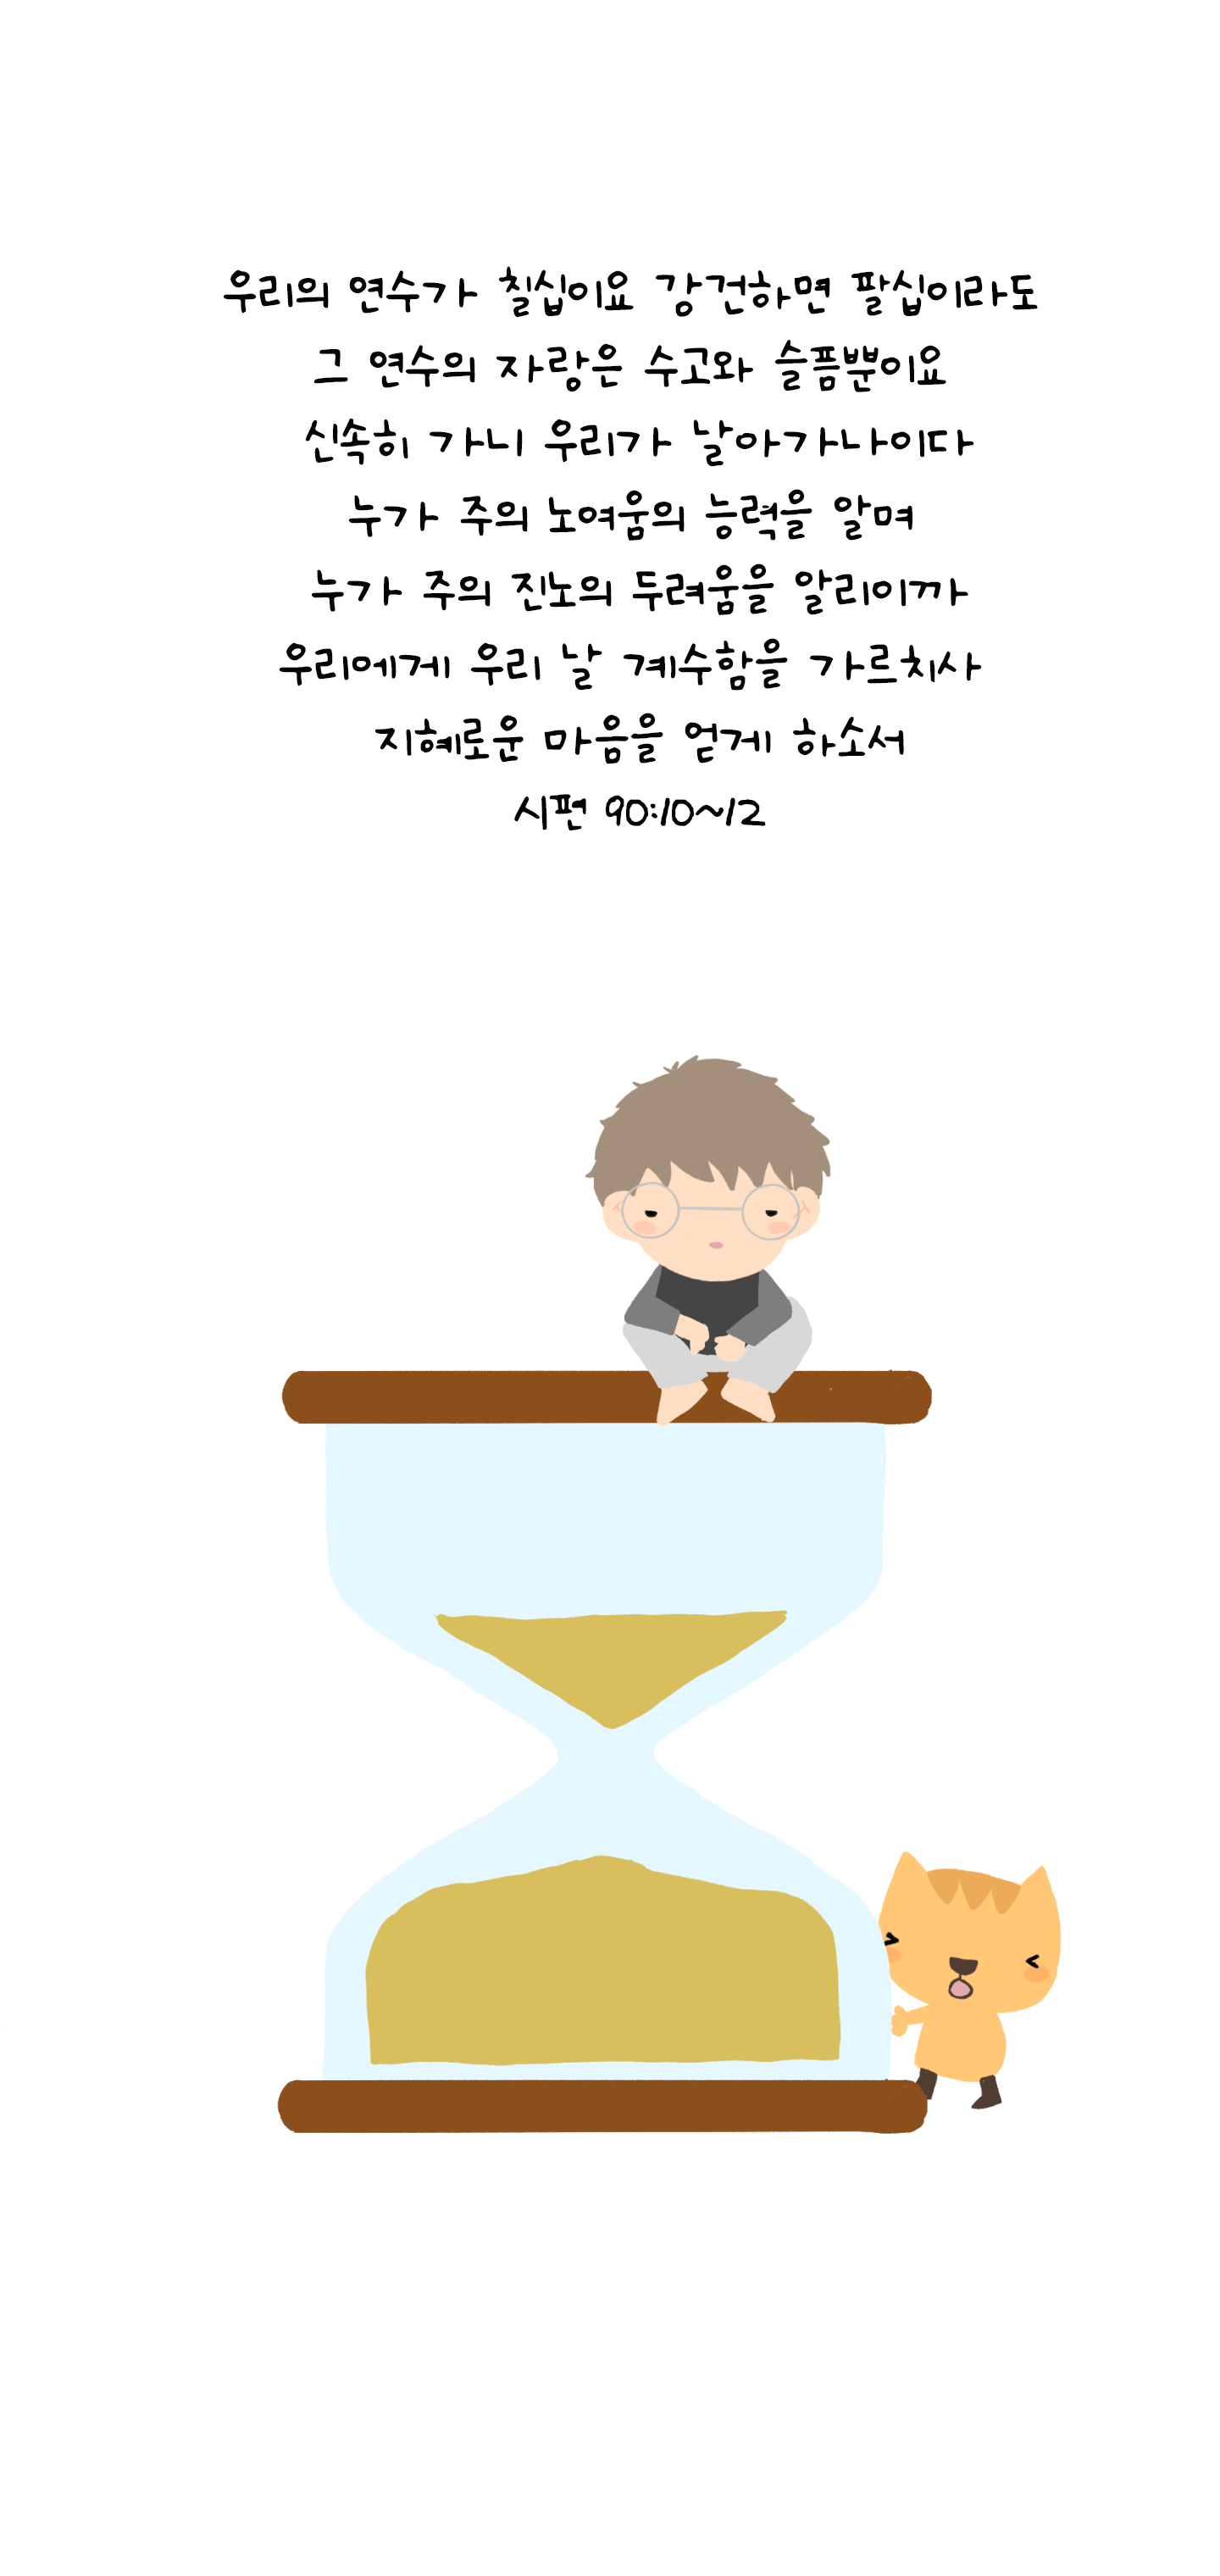 우리의 연수가 칠십이요 강건하면 팔십이라도
그 연수의 자랑은 수고와 슬픔뿐이요
신속히 가니 우리가 날아가나이다
누가 주의 노여움의 능력을 알며
누가 주의 진노의 두려움을 알리이까
우리에게 우리 날 계수함을 가르치사
지혜로운 마음을 얻게 하소서
시편 90:10~12